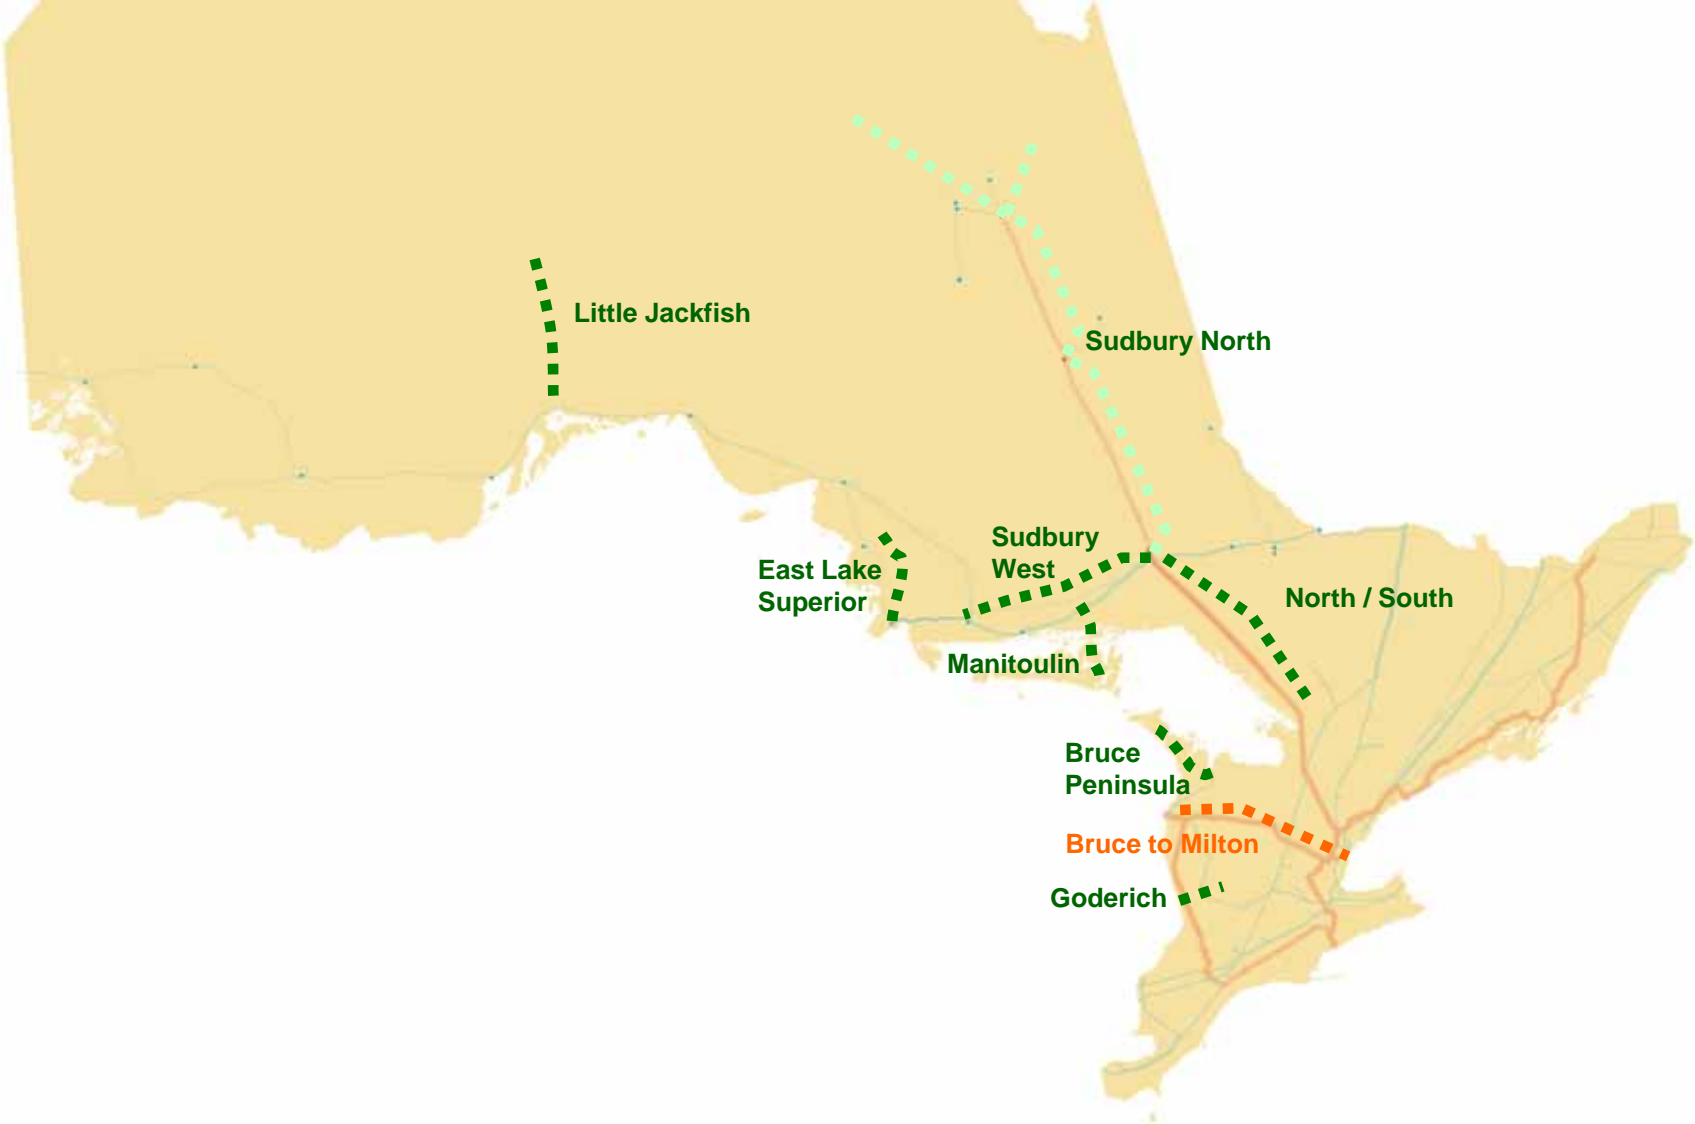 Little Jackfish
Sudbury North
Sudbury
West
East Lake
Superior
North / South
Manitoulin
Bruce
Peninsula
Bruce to Milton
Goderich